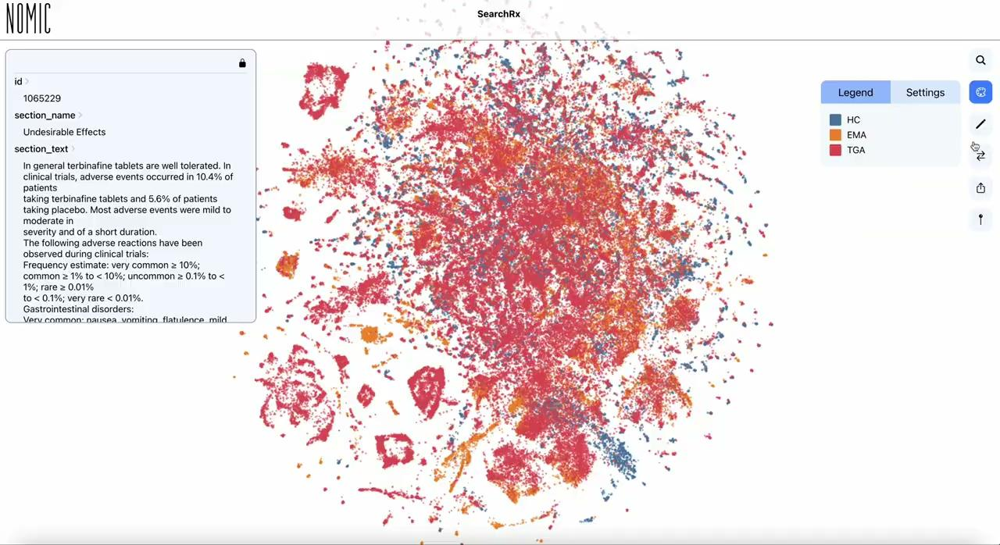 NOMIC
SearchRx
id
1065229
section_name
Undesirable Effects
section_text
In general terbinafine tablets are well tolerated. In
clinical trials, adverse events occurred in 10.4% of
patients
taking terbinafine tablets and 5.6% of patients
taking placebo. Most adverse events were mild to
moderate in
severity and of a short duration.
The following adverse reactions have been
observed during clinical trials:
Frequency estimate: very common ≥ 10%;
common ≥ 1% to < 10%; uncommon ≥ 0.1% to <
1%; rare ≥ 0.01%
to < 0.1%; very rare < 0.01%.
Gastrointestinal disorders:
Very common: nausea, vomiting, flatulence, mild
Legend
Settings
HC
EMA
TGA